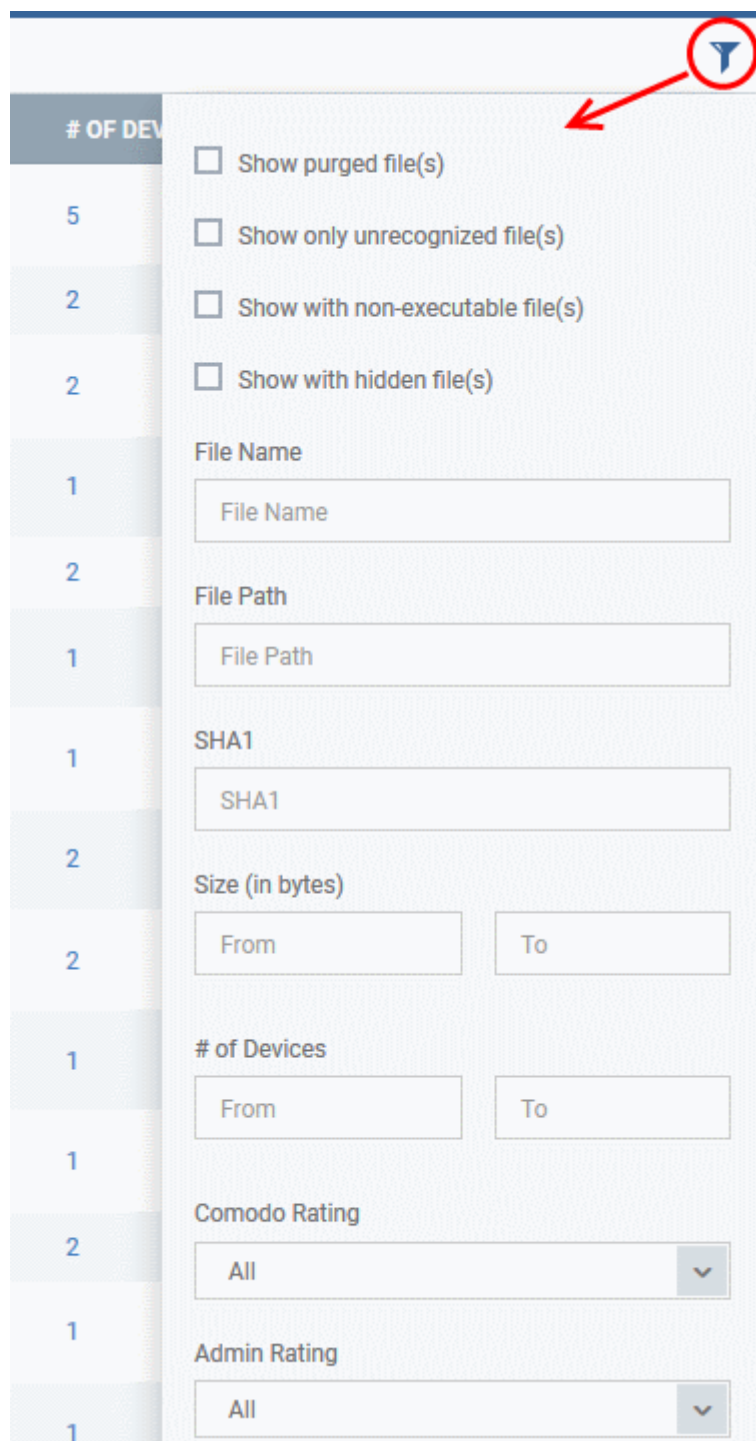 # OF DEV
5
2
2
1
2
1
1
2
2
1
1
2
1
1
Show purged file(s)
Show only unrecognized file(s)
Show with non-executable file(s)
Show with hidden file(s)
File Name
File Name
File Path
File Path
SHA1
SHA1
Size (in bytes)
From To
# of Devices
From To
Comodo Rating
All
Admin Rating
All